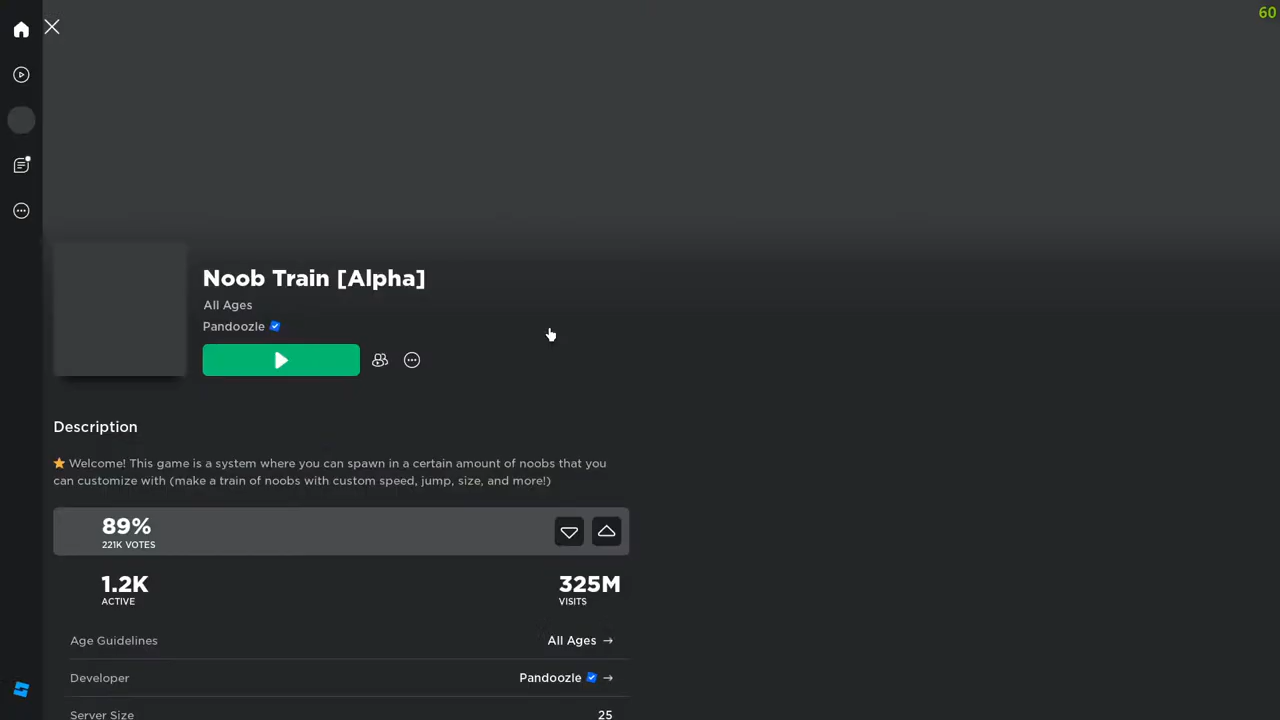 60
Noob Train [Alpha]
All Ages
Pandoozle
Description
⭐ Welcome! This game is a system where you can spawn in a certain amount of noobs that you
can customize with (make a train of noobs with custom speed, jump, size, and more!)
89%
221K VOTES
1.2K
ACTIVE
325M
VISITS
Age Guidelines
All Ages →
Developer
Pandoozle →
Server Size
25